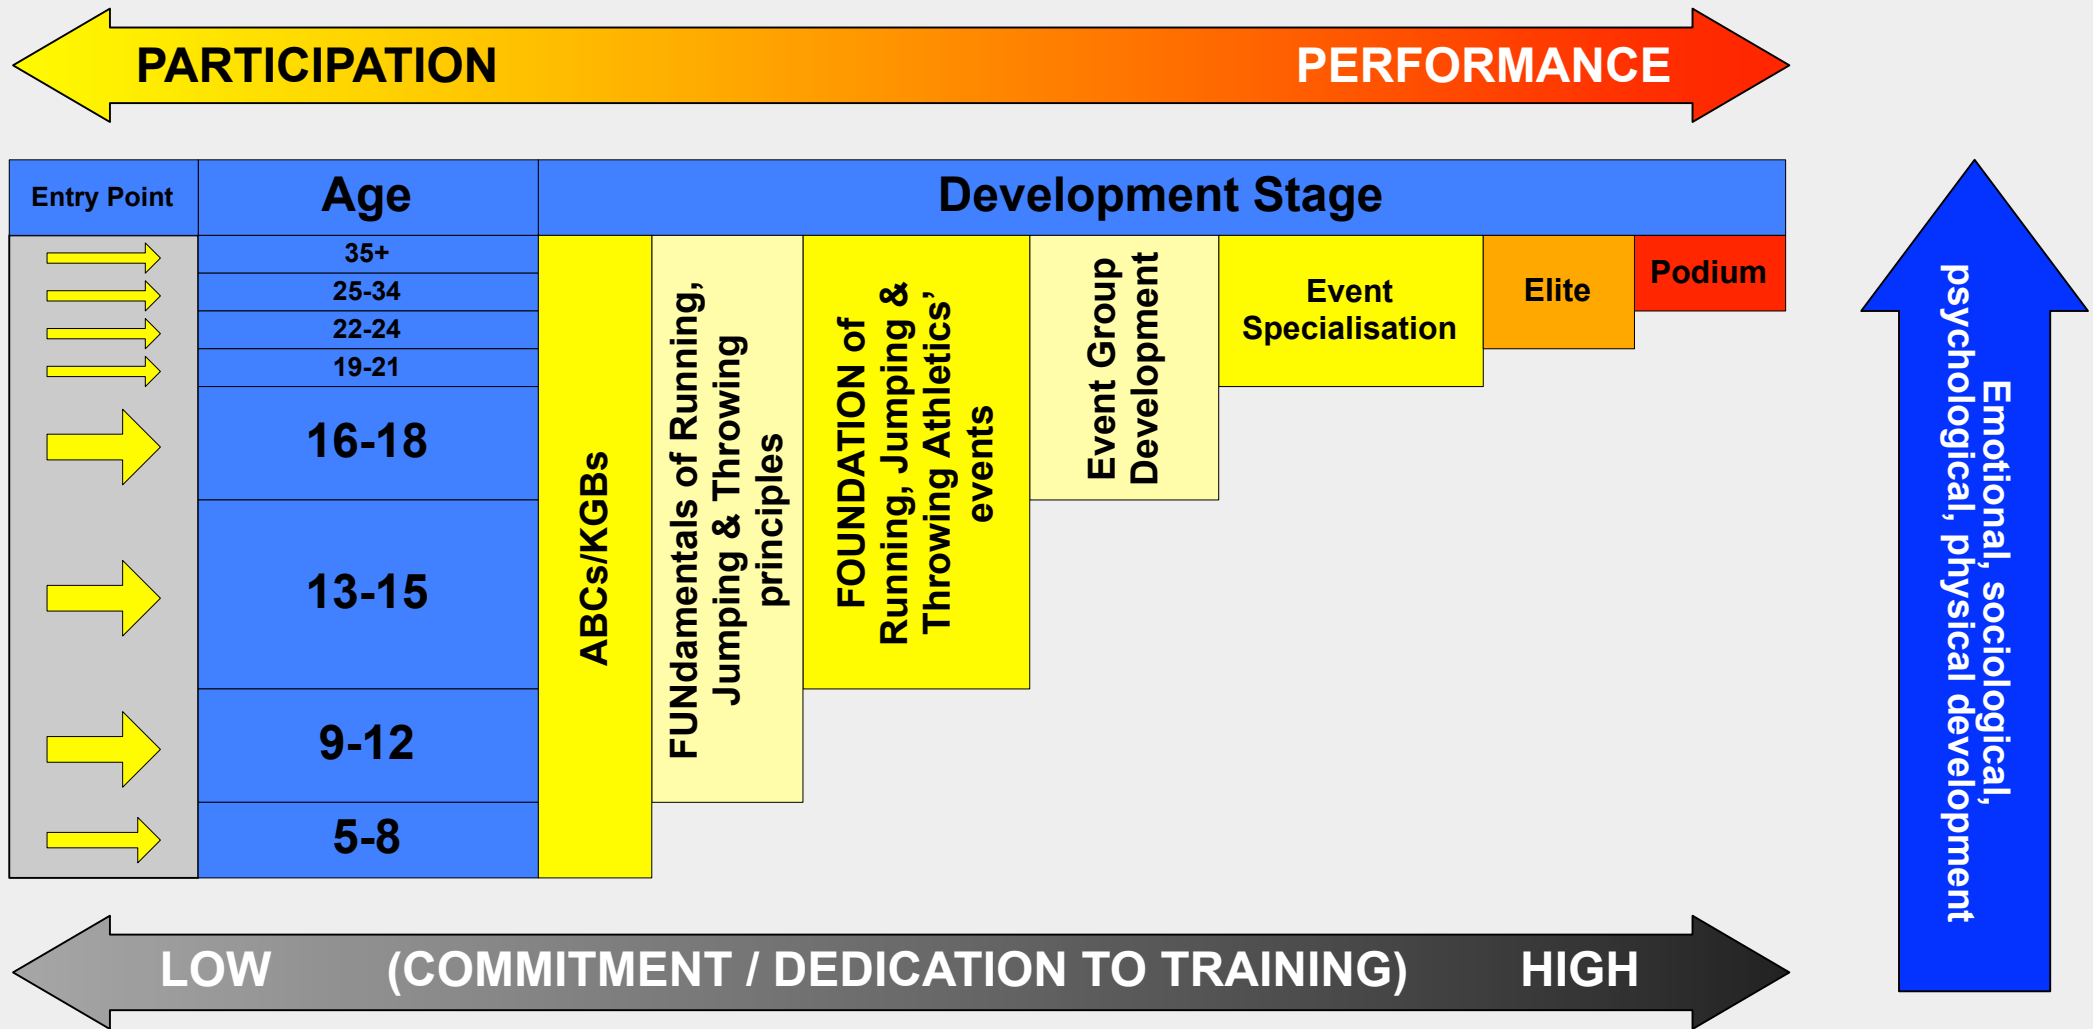 PARTICIPATION
PERFORMANCE
Entry Point
Age
Development Stage
35+
25-34
22-24
19-21
16-18
13-15
9-12
5-8
ABCs/KGBs
FUNdamentals of Running,
Jumping & Throwing
principles
FOUNDATION of
Running, Jumping &
Throwing Athletics’
events
Event Group
Development
Event
Specialisation
Elite
Podium
Emotional, sociological,
psychological, physical development
LOW (COMMITMENT / DEDICATION TO TRAINING) HIGH